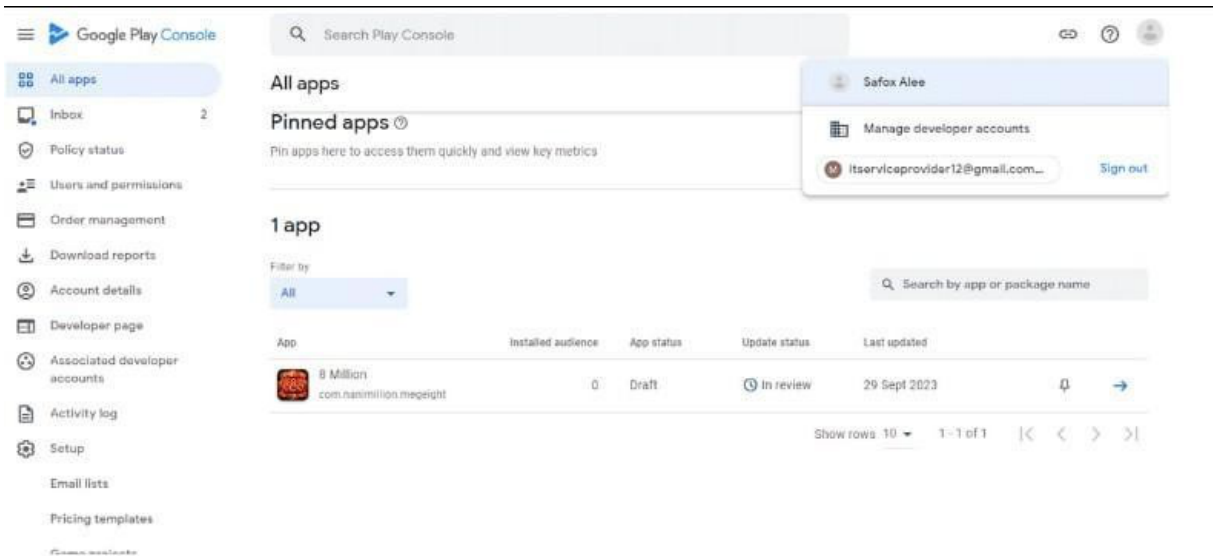 Google Play Console
Search Play Console
All apps
Inbox 2
Policy status
Users and permissions
Order management
Download reports
Account details
Developer page
Associated developer
accounts
Activity log
Setup
Email lists
Pricing templates
Game projects
All apps
Pinned apps
Pin apps here to access them quickly and view key metrics
Safox Alee
Manage developer accounts
itserviceprovider12@gmail.com... Sign out
1 app
Filter by
All
Search by app or package name
App Installed audience App status Update status Last updated
8 Million 0 Draft In review 29 Sept 2023
Show rows 10 1 - 1 of 1